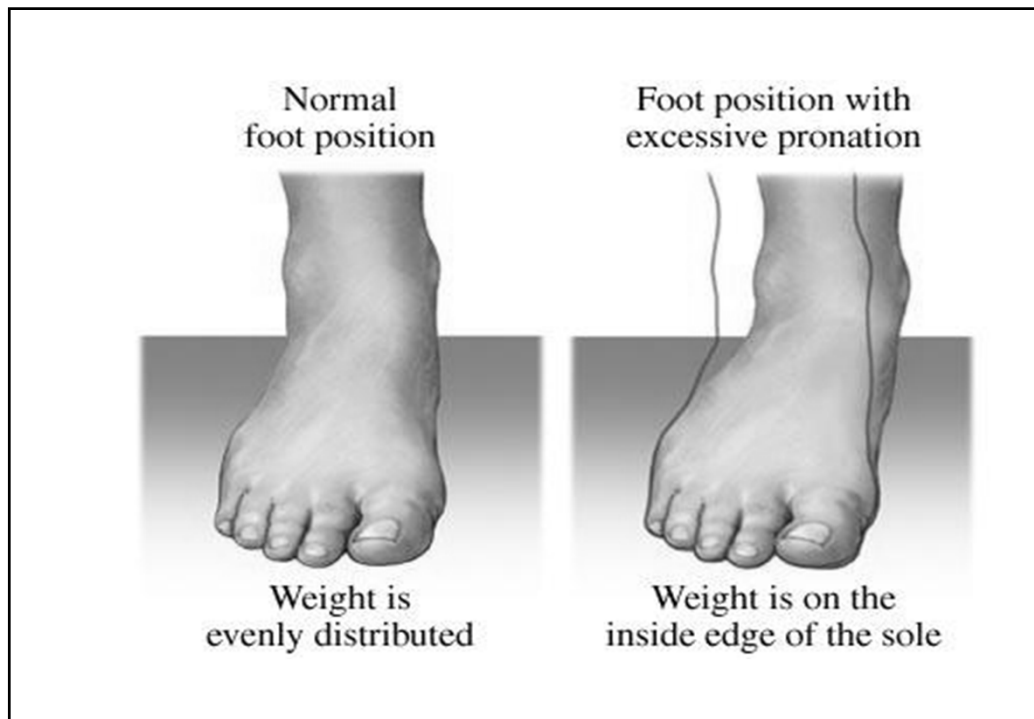 Normal
foot position
Foot position with
excessive pronation
Weight is
evenly distributed
Weight is on the
inside edge of the sole